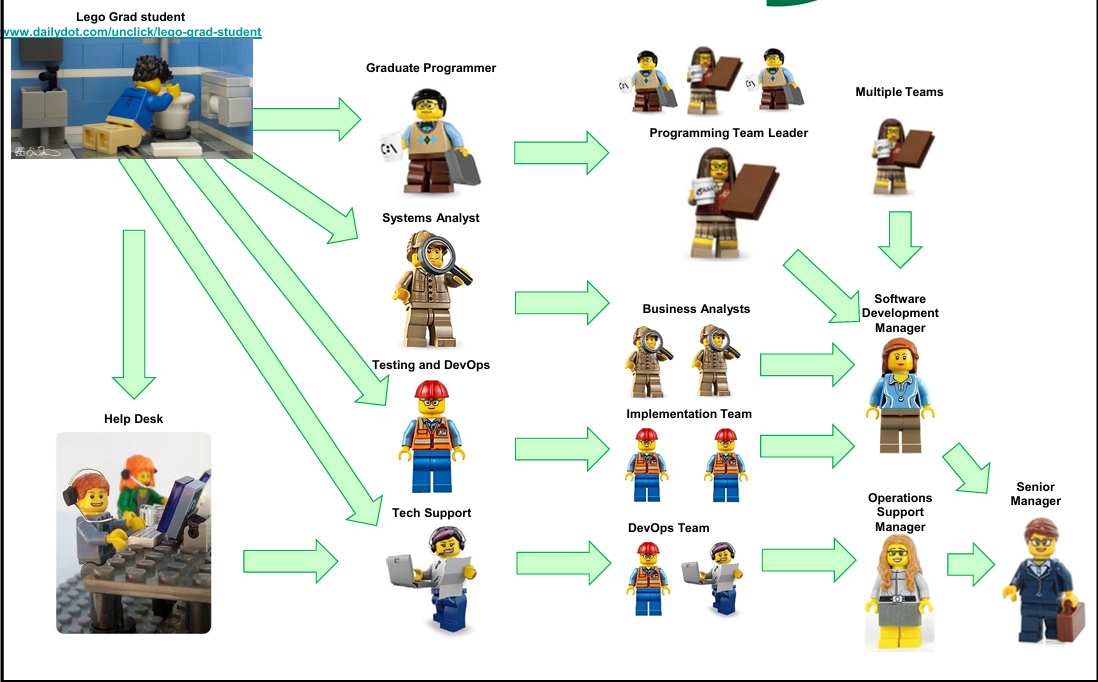 Lego Grad student
www.dailydot.com/unclick/lego-grad-student
Graduate Programmer
Multiple Teams
Programming Team Leader
Systems Analyst
Software
Development
Manager
Business Analysts
Testing and DevOps
Implementation Team
Help Desk
Senior
Manager
Operations
Support
Manager
Tech Support
DevOps Team